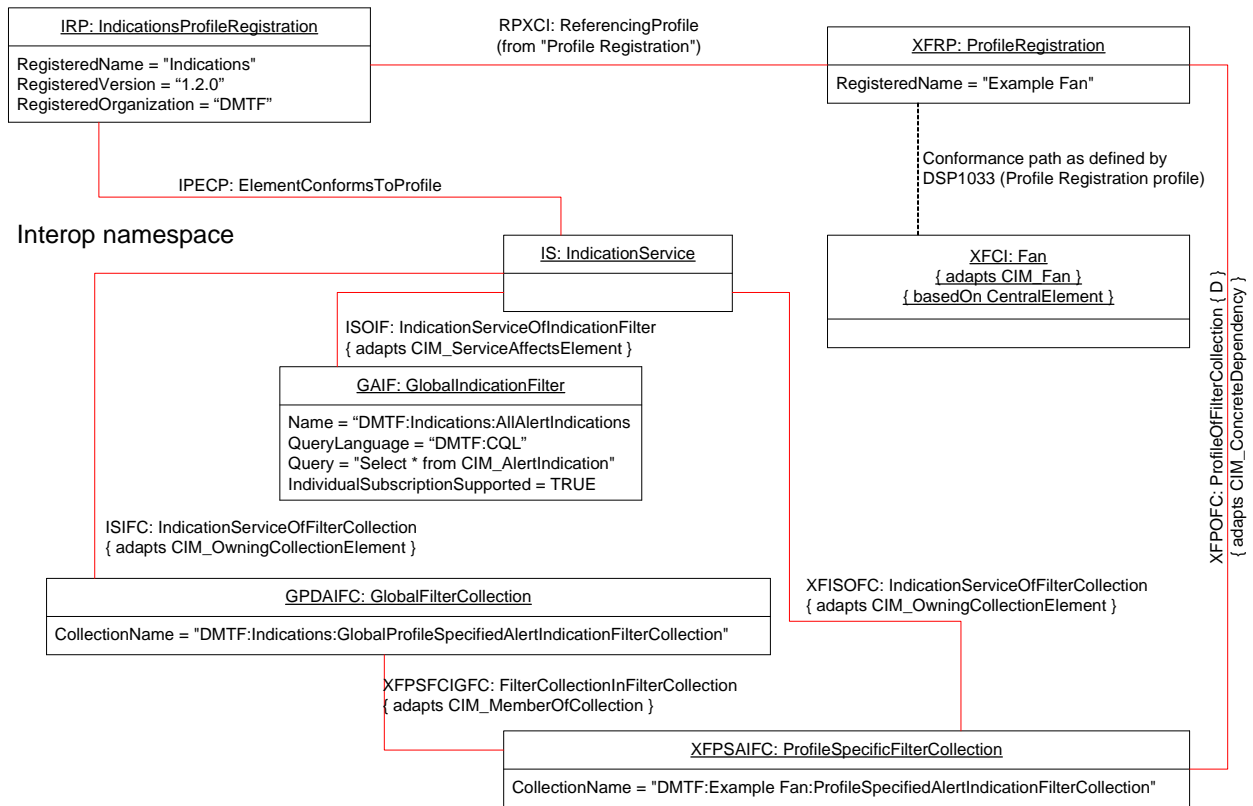 IRP: IndicationsProfileRegistration
RegisteredName = "Indications"
RegisteredVersion = “1.2.0”
RegisteredOrganization = “DMTF”
RPXCI: ReferencingProfile
(from "Profile Registration")
XFRP: ProfileRegistration
RegisteredName = "Example Fan"
IPECP: ElementConformsToProfile
Conformance path as defined by
DSP1033 (Profile Registration profile)
Interop namespace
IS: IndicationService
XFCI: Fan
{ adapts CIM_Fan }
{ basedOn CentralElement }
XFPOFC: ProfileOfFilterCollection { D }
{ adapts CIM_ConcreteDependency }
ISOIF: IndicationServiceOfIndicationFilter
{ adapts CIM_ServiceAffectsElement }
GAIF: GlobalIndicationFilter
Name = “DMTF:Indications:AllAlertIndications
QueryLanguage = “DMTF:CQL”
Query = "Select * from CIM_AlertIndication"
IndividualSubscriptionSupported = TRUE
ISIFC: IndicationServiceOfFilterCollection
{ adapts CIM_OwningCollectionElement }
GPDAIFC: GlobalFilterCollection
CollectionName = "DMTF:Indications:GlobalProfileSpecifiedAlertIndicationFilterCollection"
XFISOFC: IndicationServiceOfFilterCollection
{ adapts CIM_OwningCollectionElement }
XFPSFCIGFC: FilterCollectionInFilterCollection
{ adapts CIM_MemberOfCollection }
XFPSAIFC: ProfileSpecificFilterCollection
CollectionName = "DMTF:Example Fan:ProfileSpecifiedAlertIndicationFilterCollection"